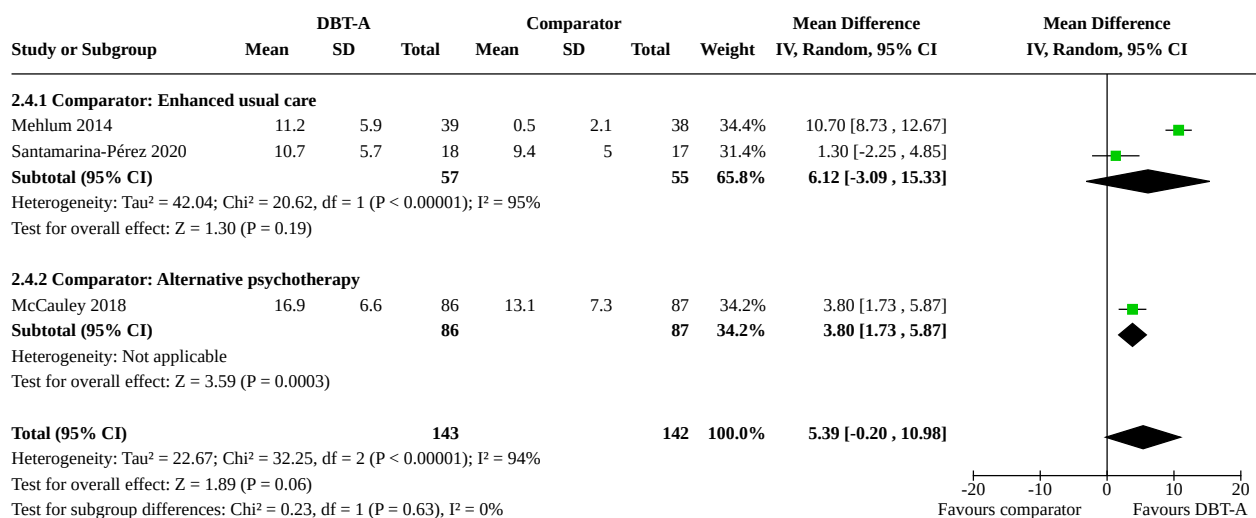 DBT-A Comparator Mean Difference Mean Difference
Study or Subgroup Mean SD Total Mean SD Total Weight IV, Random, 95% CI IV, Random, 95% CI
2.4.1 Comparator: Enhanced usual care
Mehlum 2014 11.2 5.9 39 0.5 2.1 38 34.4% 10.70 [8.73 , 12.67]
Santamarina-Pérez 2020 10.7 5.7 18 9.4 5 17 31.4% 1.30 [-2.25 , 4.85]
Subtotal (95% CI) 57 55 65.8% 6.12 [-3.09 , 15.33]
Heterogeneity: Tau² = 42.04; Chi² = 20.62, df = 1 (P < 0.00001); I² = 95%
Test for overall effect: Z = 1.30 (P = 0.19)
2.4.2 Comparator: Alternative psychotherapy
McCauley 2018 16.9 6.6 86 13.1 7.3 87 34.2% 3.80 [1.73 , 5.87]
Subtotal (95% CI) 86 87 34.2% 3.80 [1.73 , 5.87]
Heterogeneity: Not applicable
Test for overall effect: Z = 3.59 (P = 0.0003)
Total (95% CI) 143 142 100.0% 5.39 [-0.20 , 10.98]
Heterogeneity: Tau² = 22.67; Chi² = 32.25, df = 2 (P < 0.00001); I² = 94%
Test for overall effect: Z = 1.89 (P = 0.06)
-20 -10 0 10 20
Test for subgroup differences: Chi² = 0.23, df = 1 (P = 0.63), I² = 0%
Favours comparator Favours DBT-A